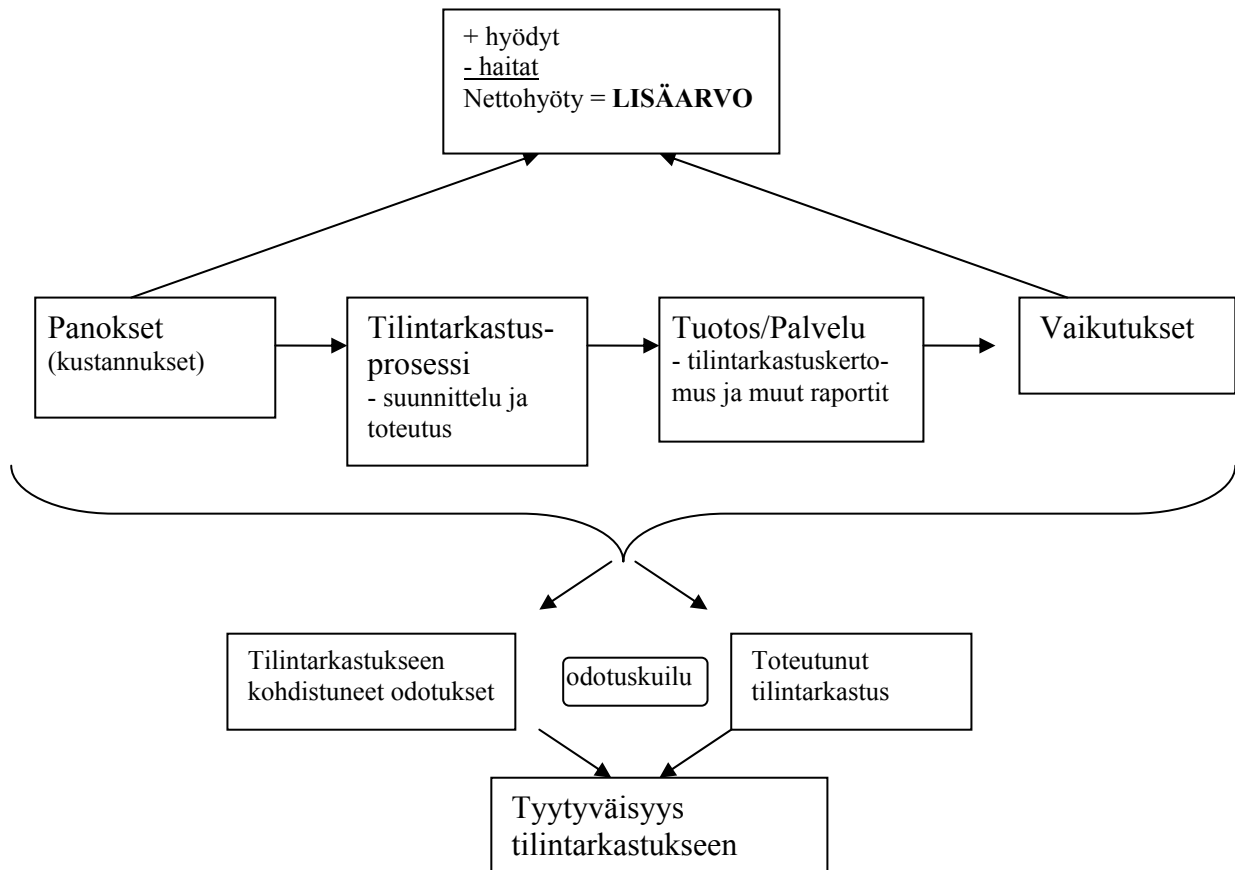 + hyödyt
- haitat
Nettohyöty = LISÄARVO
Panokset
(kustannukset)
Tilintarkastus-
prosessi
- suunnittelu ja
toteutus
Tuotos/Palvelu
- tilintarkastuskerto-
mus ja muut raportit
Vaikutukset
Tilintarkastukseen
kohdistuneet odotukset
odotuskuilu
Toteutunut
tilintarkastus
Tyytyväisyys
tilintarkastukseen